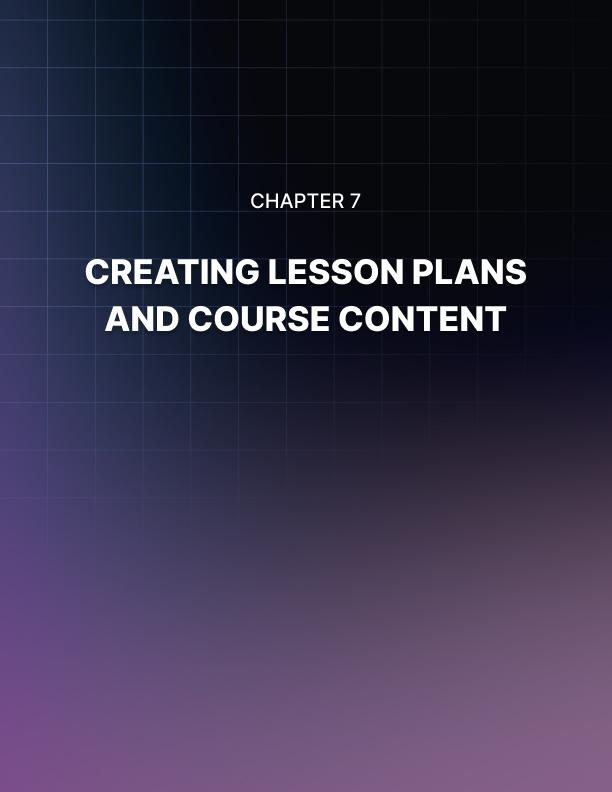 CHAPTER 7
CREATING LESSON PLANS
AND COURSE CONTENT